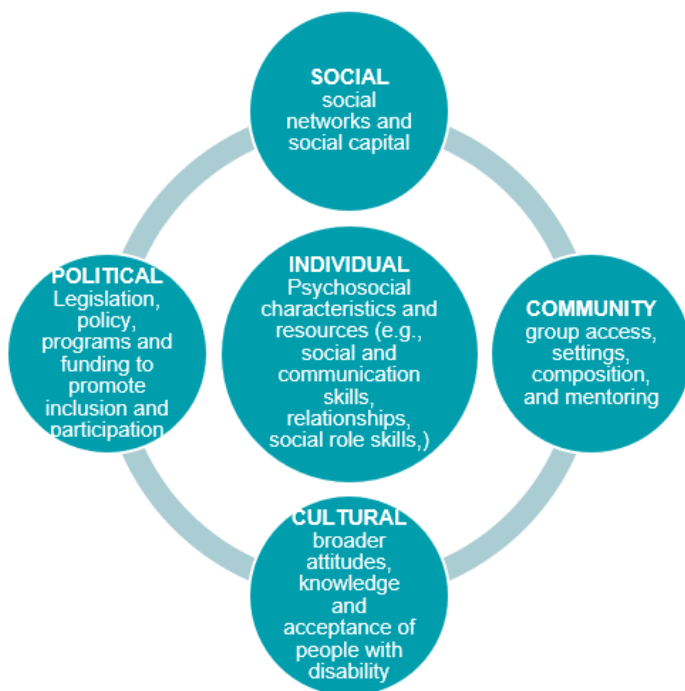 SOCIAL
social
networks and
social capital
POLITICAL
Legislation,
policy,
programs and
funding to
promote
inclusion and
participation
INDIVIDUAL
Psychosocial
characteristics and
resources (e.g.,
social and
communication
skills,
relationships,
social role skills,)
COMMUNITY
group access,
settings,
composition,
and mentoring
CULTURAL
broader
attitudes,
knowledge
and
acceptance of
people with
disability